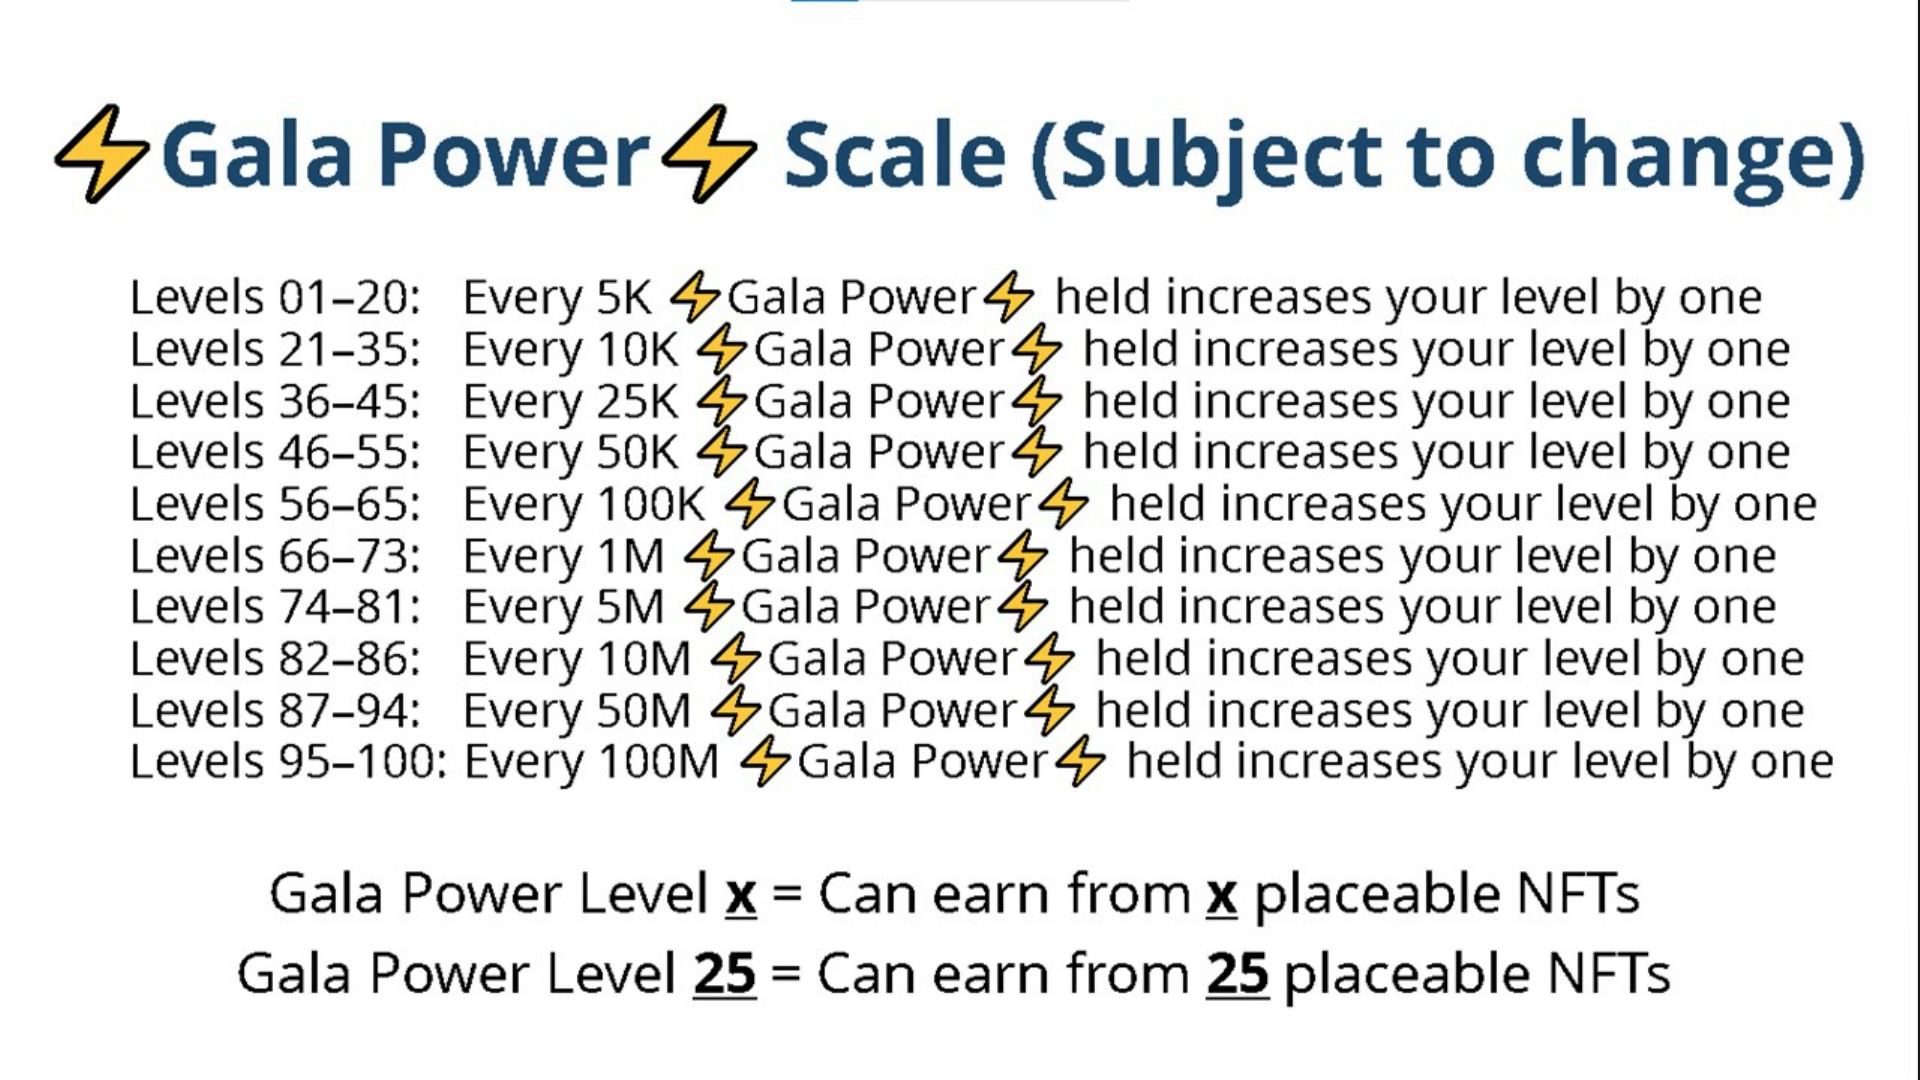 ⚡Gala Power⚡ Scale (Subject to change)
Levels 01–20: Every 5K ⚡Gala Power⚡ held increases your level by one
Levels 21–35: Every 10K ⚡Gala Power⚡ held increases your level by one
Levels 36–45: Every 25K ⚡Gala Power⚡ held increases your level by one
Levels 46–55: Every 50K ⚡Gala Power⚡ held increases your level by one
Levels 56–65: Every 100K ⚡Gala Power⚡ held increases your level by one
Levels 66–73: Every 1M ⚡Gala Power⚡ held increases your level by one
Levels 74–81: Every 5M ⚡Gala Power⚡ held increases your level by one
Levels 82–86: Every 10M ⚡Gala Power⚡ held increases your level by one
Levels 87–94: Every 50M ⚡Gala Power⚡ held increases your level by one
Levels 95–100: Every 100M ⚡Gala Power⚡ held increases your level by one
Gala Power Level x = Can earn from x placeable NFTs
Gala Power Level 25 = Can earn from 25 placeable NFTs